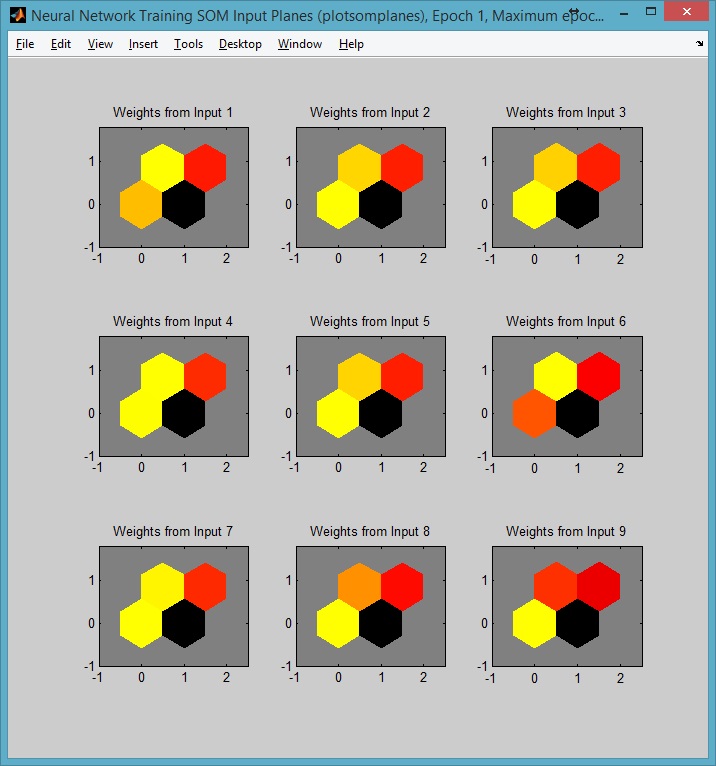 Neural Network Training SOM Input Planes (plotsomplanes), Epoch 1, Maximum epoc...
File Edit View Insert Tools Desktop Window Help
Weights from Input 1 Weights from Input 2 Weights from Input 3
1 1 1
0 0 0
-1 -1 -1
-1 0 1 2 -1 0 1 2 -1 0 1 2
Weights from Input 4 Weights from Input 5 Weights from Input 6
1 1 1
0 0 0
-1 -1 -1
-1 0 1 2 -1 0 1 2 -1 0 1 2
Weights from Input 7 Weights from Input 8 Weights from Input 9
1 1 1
0 0 0
-1 -1 -1
-1 0 1 2 -1 0 1 2 -1 0 1 2